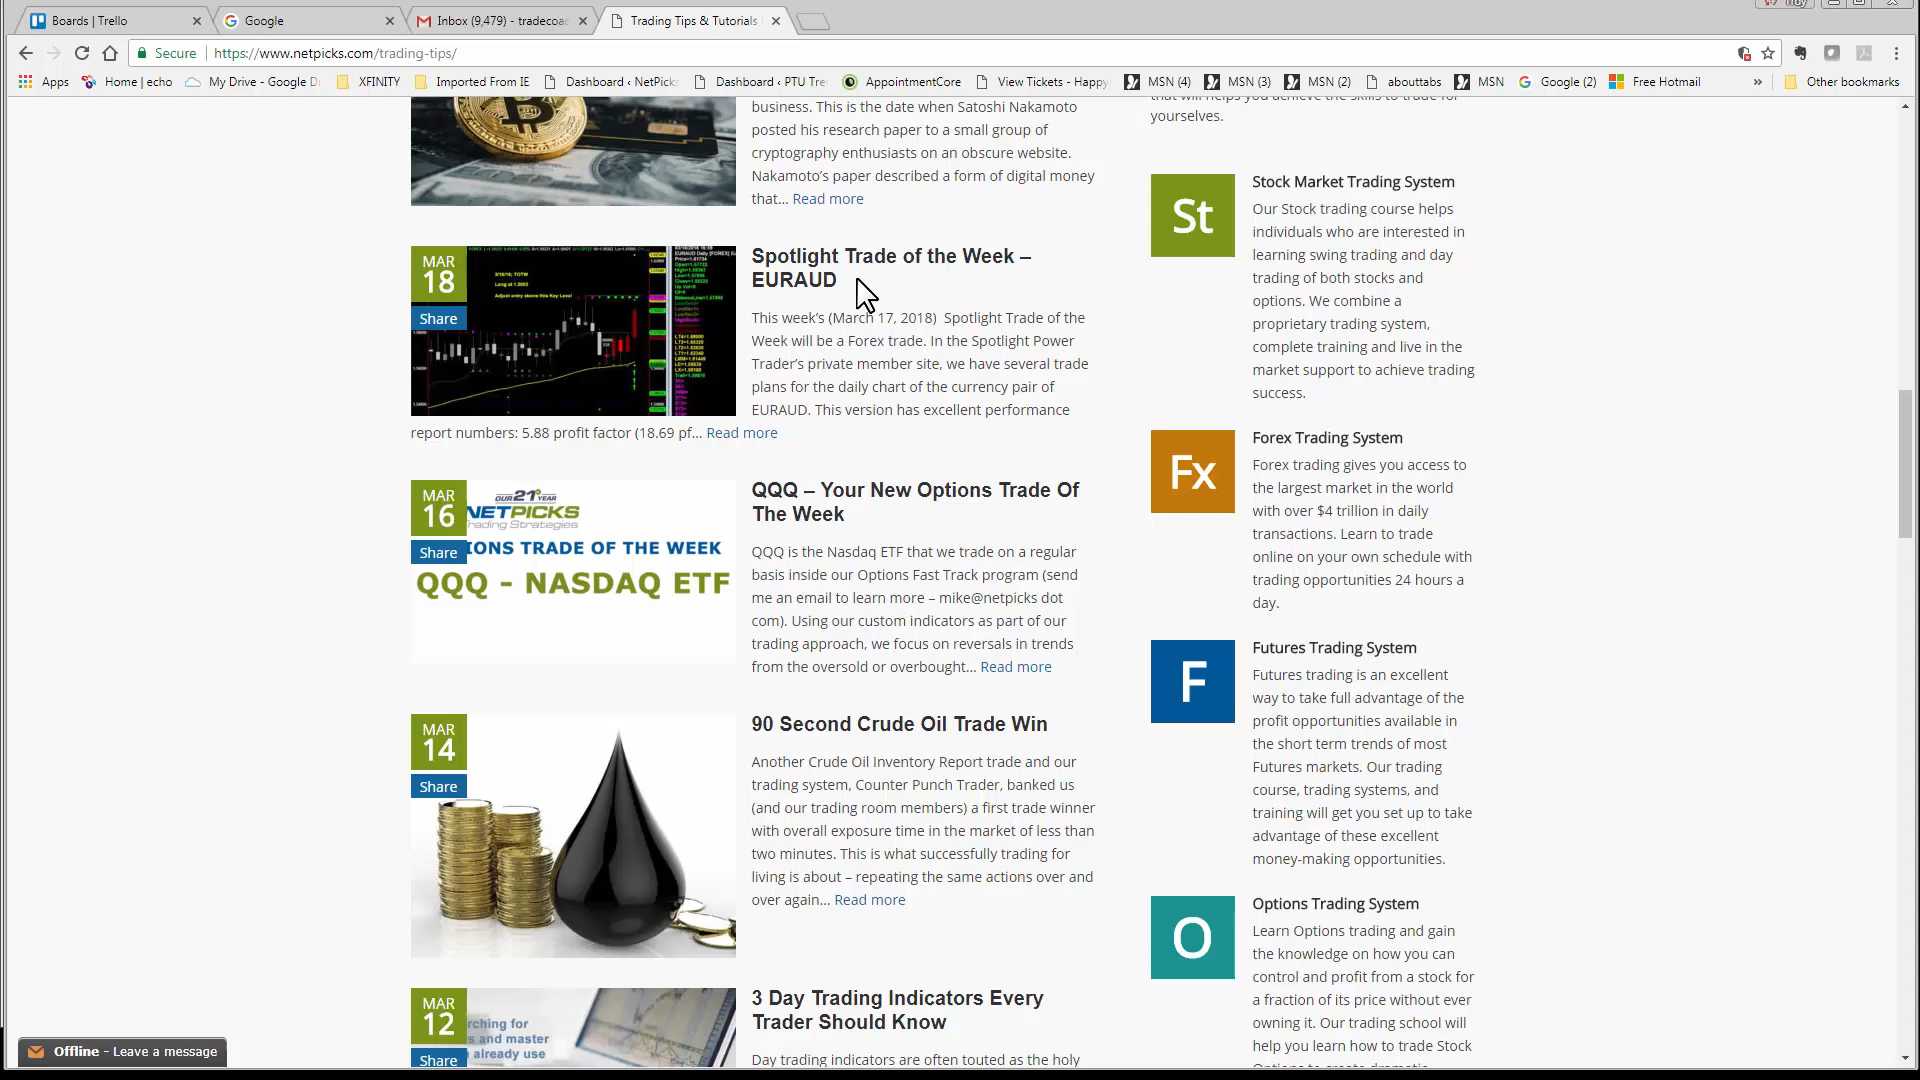 Boards | Trello
Google
Inbox (9,479) - tradecoac
Trading Tips & Tutorials
Troy
Secure
https://www.netpicks.com/trading-tips/
Apps
Home | echo
My Drive - Google Dr
XFINITY
Imported From IE
Dashboard ‹ NetPicks
Dashboard ‹ PTU Tre
AppointmentCore
View Tickets - Happy
MSN (4)
MSN (3)
MSN (2)
abouttabs
MSN
Google (2)
Free Hotmail
»
Other bookmarks
business. This is the date when Satoshi Nakamoto
posted his research paper to a small group of
cryptography enthusiasts on an obscure website.
Nakamoto's paper described a form of digital money
that... Read more
MAR
18
Share
3/18/18; TOTW
Long at 1.5983
Adjust entry above this Key Level
Spotlight Trade of the Week –
EURAUD
This week's (March 17, 2018) Spotlight Trade of the
Week will be a Forex trade. In the Spotlight Power
Trader's private member site, we have several trade
plans for the daily chart of the currency pair of
EURAUD. This version has excellent performance
report numbers: 5.88 profit factor (18.69 pf... Read more
MAR
16
Share
OUR 21st YEAR
NETPICKS
Trading Strategies
IONS TRADE OF THE WEEK
QQQ - NASDAQ ETF
QQQ – Your New Options Trade Of
The Week
QQQ is the Nasdaq ETF that we trade on a regular
basis inside our Options Fast Track program (send
me an email to learn more – mike@netpicks dot
com). Using our custom indicators as part of our
trading approach, we focus on reversals in trends
from the oversold or overbought... Read more
MAR
14
Share
90 Second Crude Oil Trade Win
Another Crude Oil Inventory Report trade and our
trading system, Counter Punch Trader, banked us
(and our trading room members) a first trade winner
with overall exposure time in the market of less than
two minutes. This is what successfully trading for
living is about – repeating the same actions over and
over again... Read more
MAR
12
Share
rching for
s and master
already use
3 Day Trading Indicators Every
Trader Should Know
Day trading indicators are often touted as the holy
that will helps you achieve the skills to trade for
yourselves.
St
Stock Market Trading System
Our Stock trading course helps
individuals who are interested in
learning swing trading and day
trading of both stocks and
options. We combine a
proprietary trading system,
complete training and live in the
market support to achieve trading
success.
Fx
Forex Trading System
Forex trading gives you access to
the largest market in the world
with over $4 trillion in daily
transactions. Learn to trade
online on your own schedule with
trading opportunities 24 hours a
day.
F
Futures Trading System
Futures trading is an excellent
way to take full advantage of the
profit opportunities available in
the short term trends of most
Futures markets. Our trading
course, trading systems, and
training will get you set up to take
advantage of these excellent
money-making opportunities.
O
Options Trading System
Learn Options trading and gain
the knowledge on how you can
control and profit from a stock for
a fraction of its price without ever
owning it. Our trading school will
help you learn how to trade Stock
Options to create dramatic
Offline - Leave a message